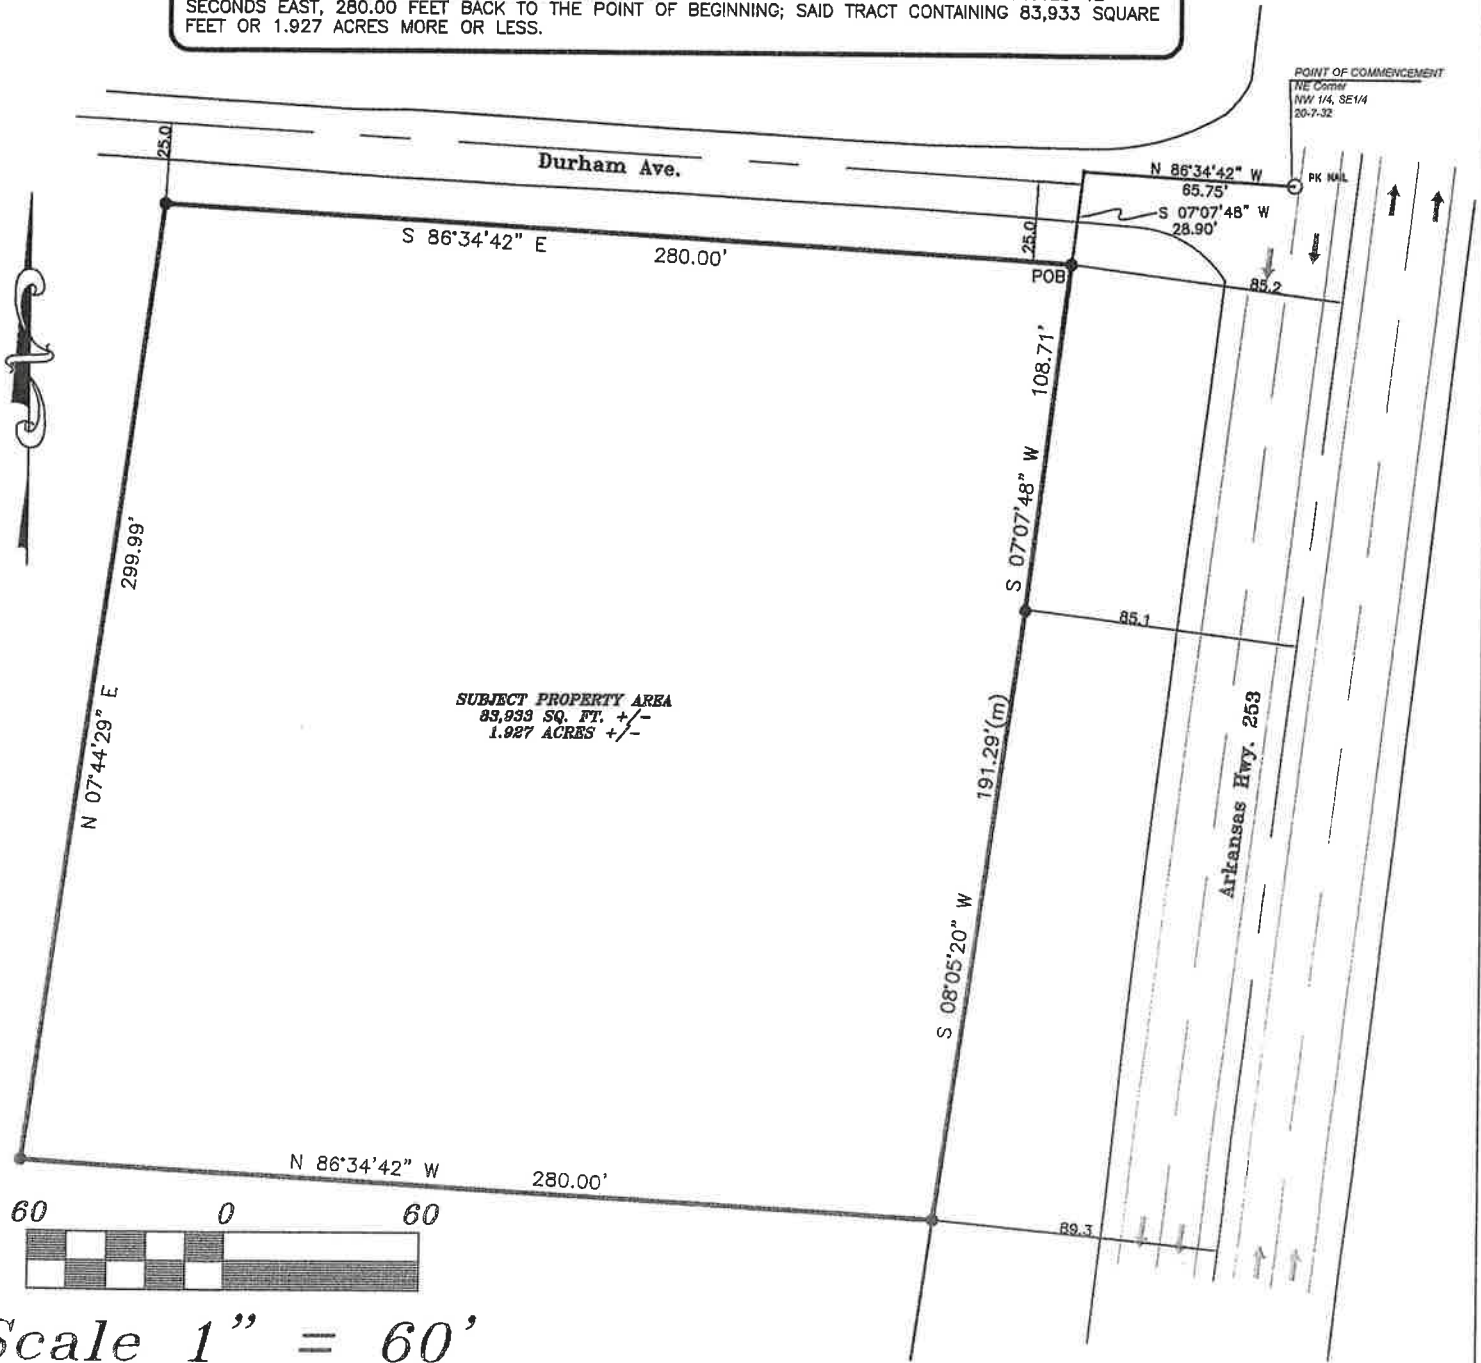 SECONDS EAST, 280.00 FEET BACK TO THE POINT OF BEGINNING; SAID TRACT CONTAINING 83,933 SQUARE
FEET OR 1.927 ACRES MORE OR LESS.
POINT OF COMMENCEMENT
NE Corner
NW 1/4, SE1/4
20-7-32
PK NAIL
N 86°34'42" W
65.75'
S 07°07'48" W
28.90'
25.0
Durham Ave.
25.0
S 86°34'42" E
280.00'
POB
85.2
108.71'
S 07°07'48" W
299.99'
N 07°44'29" E
85.1
SUBJECT PROPERTY AREA
83,933 SQ. FT. +/-
1.927 ACRES +/-
191.29'(m)
S 08°05'20" W
Arkansas Hwy. 253
N 86°34'42" W
280.00'
89.3
60 0 60
Scale 1" = 60'